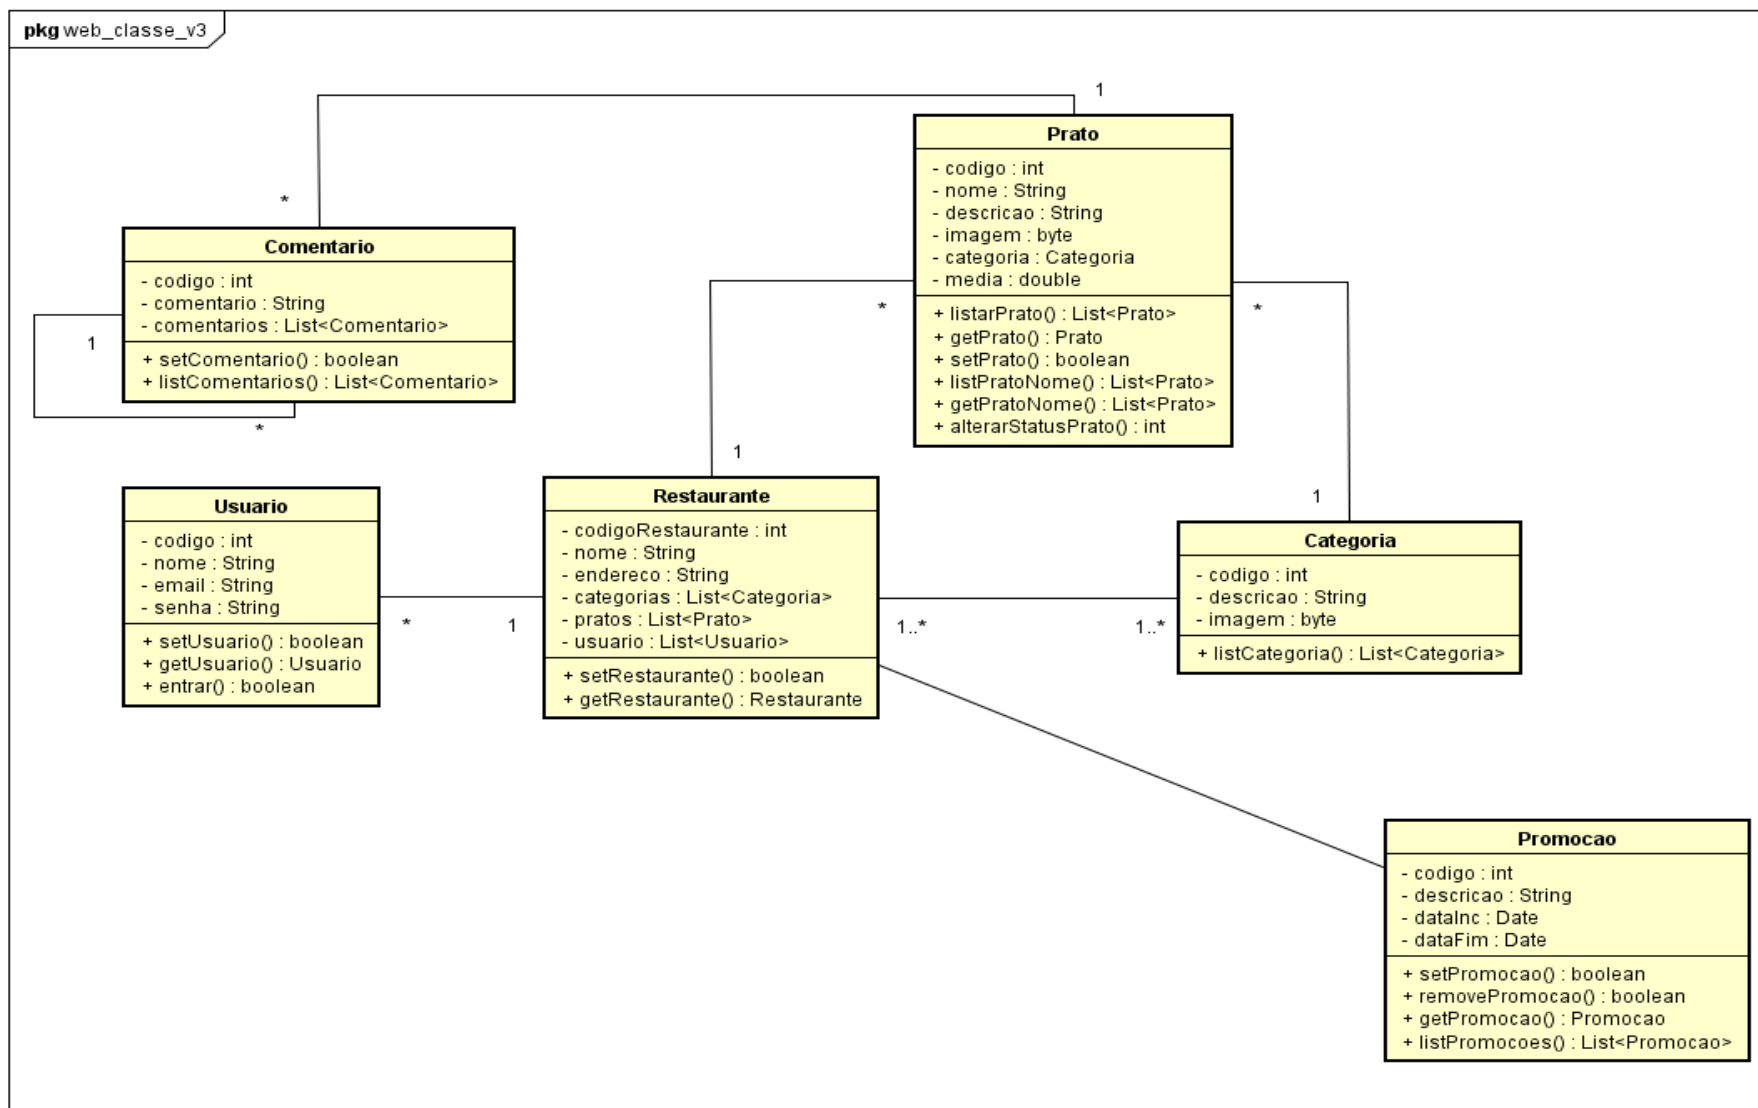 pkg web_classe_v3
1
*
Prato
- codigo : int
- nome : String
- descricao : String
- imagem : byte
- categoria : Categoria
- media : double
+ listarPrato() : List<Prato>
+ getPrato() : Prato
+ setPrato() : boolean
+ listPratoNome() : List<Prato>
+ getPratoNome() : List<Prato>
+ alterarStatusPrato() : int
Comentario
- codigo : int
- comentario : String
- comentarios : List<Comentario>
+ setComentario() : boolean
+ listComentarios() : List<Comentario>
1
*
*
1
*
1
Usuario
- codigo : int
- nome : String
- email : String
- senha : String
+ setUsuario() : boolean
+ getUsuario() : Usuario
+ entrar() : boolean
*
1
Restaurante
- codigoRestaurante : int
- nome : String
- endereco : String
- categorias : List<Categoria>
- pratos : List<Prato>
- usuario : List<Usuario>
+ setRestaurante() : boolean
+ getRestaurante() : Restaurante
1..*
1..*
Categoria
- codigo : int
- descricao : String
- imagem : byte
+ listCategoria() : List<Categoria>
Promocao
- codigo : int
- descricao : String
- dataInc : Date
- dataFim : Date
+ setPromocao() : boolean
+ removePromocao() : boolean
+ getPromocao() : Promocao
+ listPromocoes() : List<Promocao>